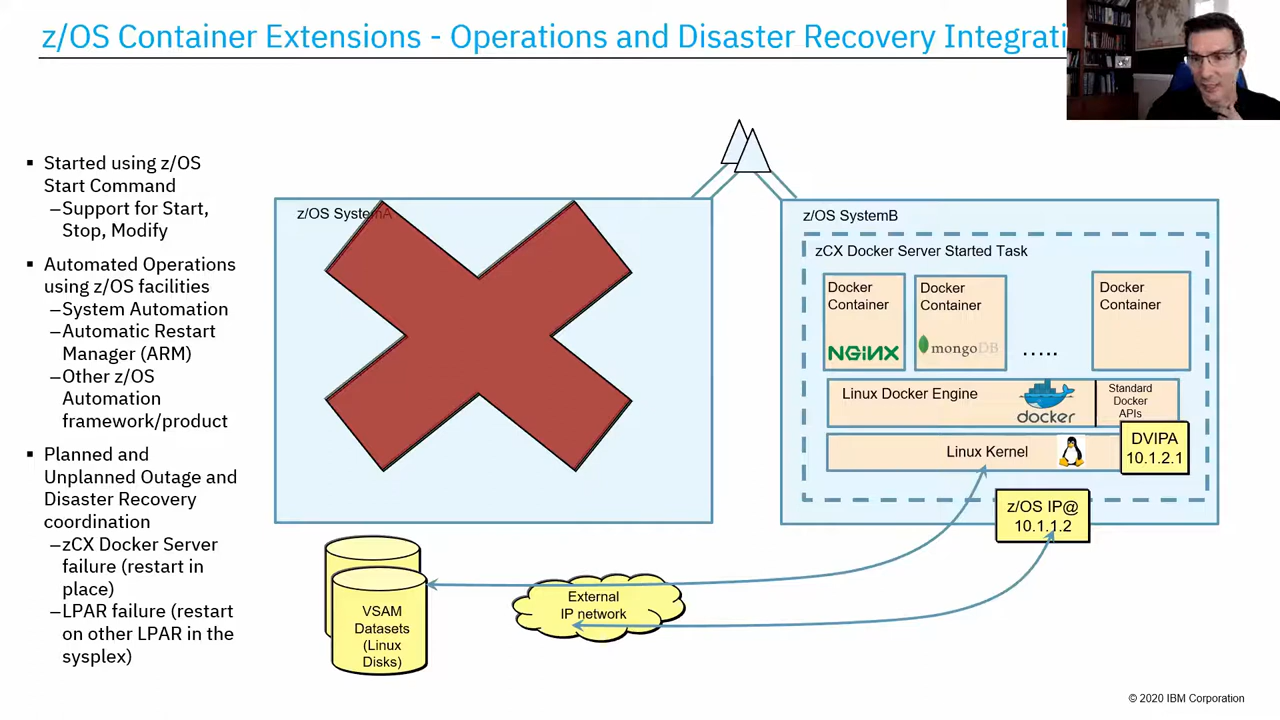 z/OS Container Extensions - Operations and Disaster Recovery Integrati
▪ Started using z/OS
Start Command
–Support for Start,
Stop, Modify
▪ Automated Operations
using z/OS facilities
–System Automation
–Automatic Restart
Manager (ARM)
–Other z/OS
Automation
framework/product
▪ Planned and
Unplanned Outage and
Disaster Recovery
coordination
–zCX Docker Server
failure (restart in
place)
–LPAR failure (restart
on other LPAR in the
sysplex)
z/OS SystemA
VSAM
Datasets
(Linux
Disks)
External
IP network
z/OS SystemB
zCX Docker Server Started Task
Docker
Container
NGINX
Docker
Container
mongoDB
.....
Docker
Container
Linux Docker Engine
docker
Standard
Docker
APIs
Linux Kernel
DVIPA
10.1.2.1
z/OS IP@
10.1.1.2
© 2020 IBM Corporation